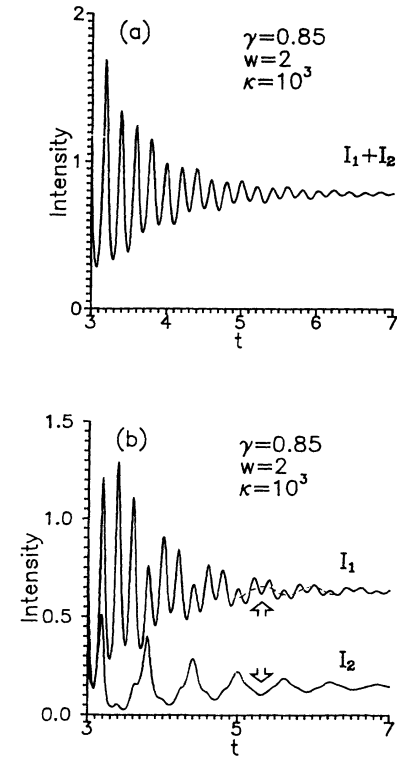 2
(a)
γ=0.85
w=2
κ=10³
I₁+I₂
1
Intensity
0
3 4 5 6 7
t
1.5
(b)
γ=0.85
w=2
κ=10³
1.0
Intensity
I₁
0.5
I₂
0.0
3 5 7
t